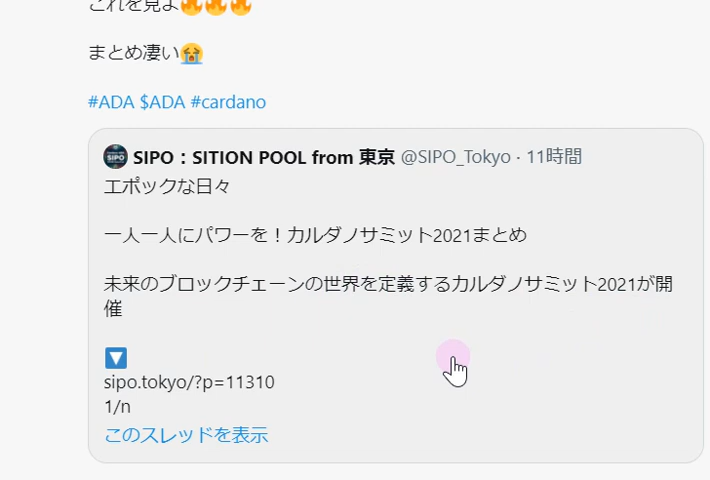 これを見よ🔥🔥🔥
まとめ凄い😭
#ADA $ADA #cardano
SIPO：SITION POOL from 東京 @SIPO_Tokyo · 11時間
エポックな日々
一人一人にパワーを！カルダノサミット2021まとめ
未来のブロックチェーンの世界を定義するカルダノサミット2021が開
催
🔽
sipo.tokyo/?p=11310
1/n
このスレッドを表示